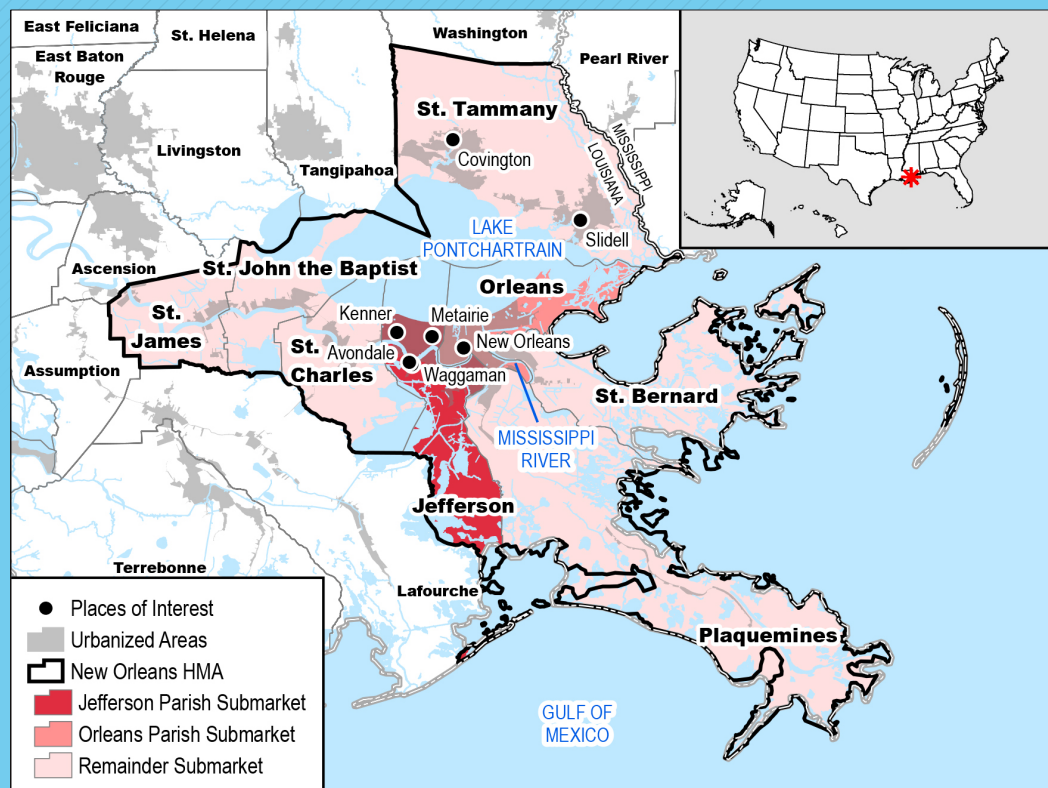 East Feliciana
St. Helena
Washington
East Baton
Rouge
Pearl River
Livingston
St. Tammany
Covington
Tangipahoa
MISSISSIPPI
LOUISIANA
Slidell
LAKE
PONTCHARTRAIN
Ascension
St. John the Baptist
Orleans
St.
James
Kenner
Metairie
New Orleans
St.
Charles
Avondale
Waggaman
Assumption
St. Bernard
MISSISSIPPI
RIVER
Jefferson
Terrebonne
Lafourche
Plaquemines
GULF OF
MEXICO
Places of Interest
Urbanized Areas
New Orleans HMA
Jefferson Parish Submarket
Orleans Parish Submarket
Remainder Submarket